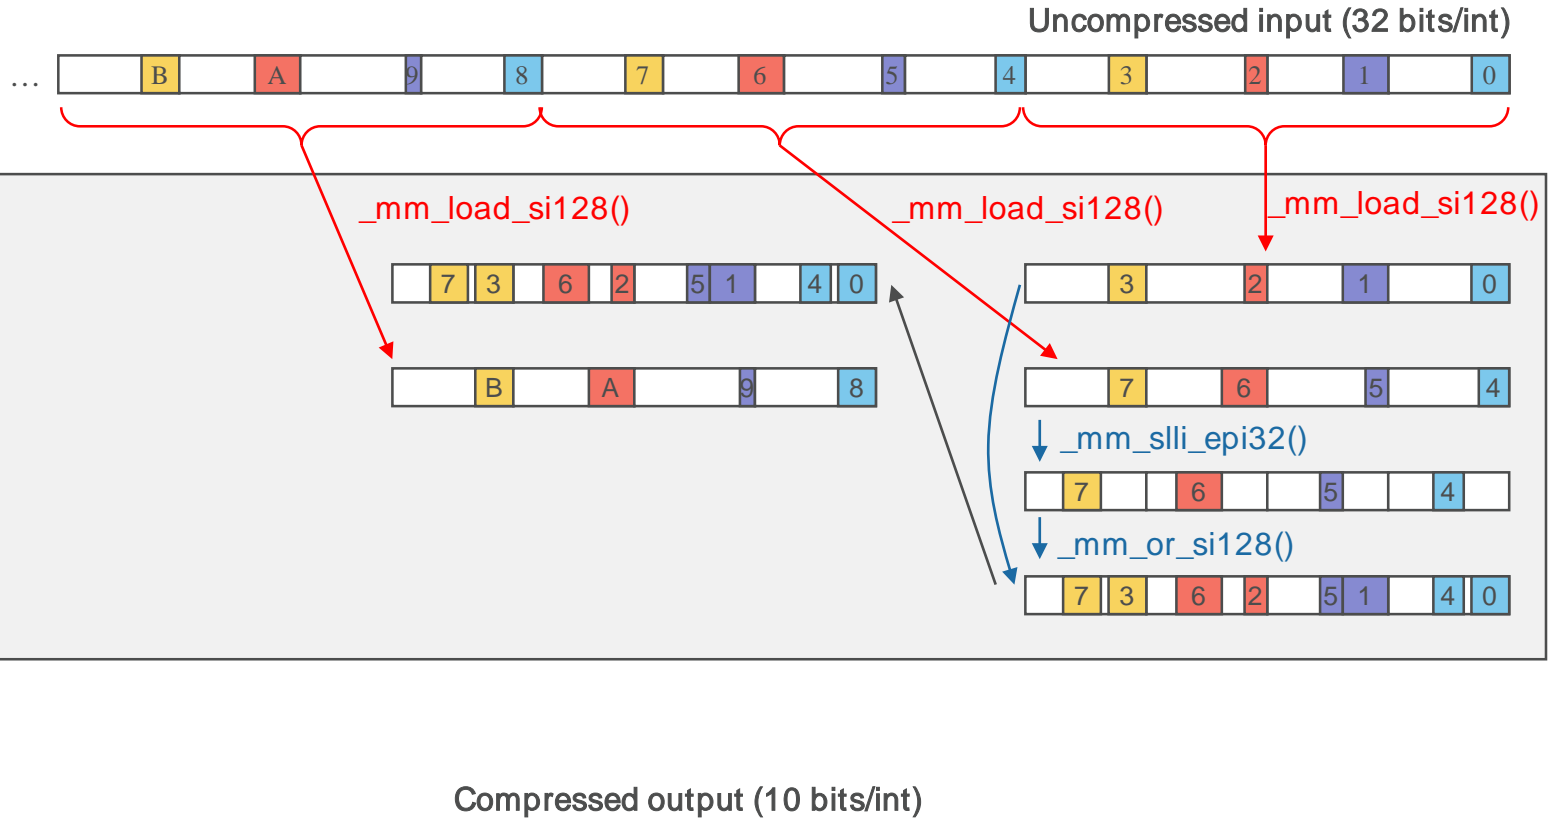 Uncompressed input (32 bits/int)
… B A 9 8 7 6 5 4 3 2 1 0
_mm_load_si128() _mm_load_si128() _mm_load_si128()
7 3 6 2 5 1 4 0
3 2 1 0
B A 9 8
7 6 5 4
_mm_slli_epi32()
7 6 5 4
_mm_or_si128()
7 3 6 2 5 1 4 0
Compressed output (10 bits/int)